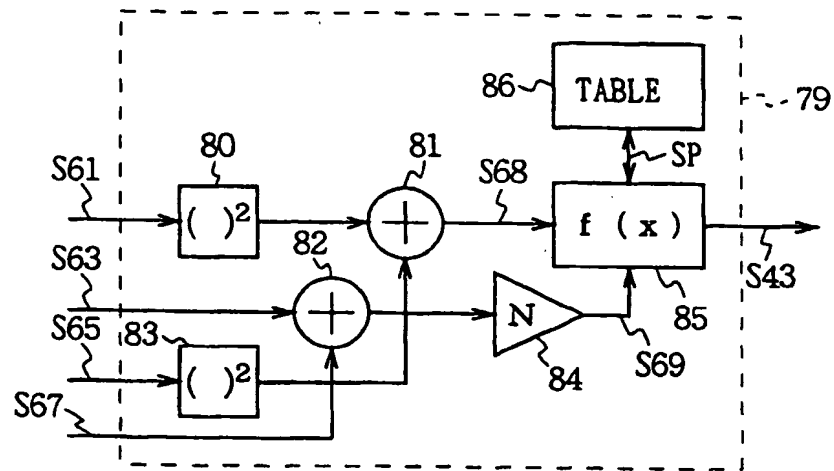 86
TABLE
79
80
81
SP
S61
( )²
S68
f (x)
S63
82
S43
S65
83
N
85
( )²
84
S69
S67